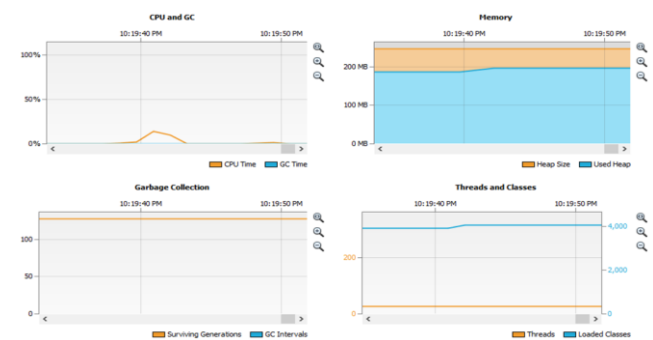 CPU and GC
10:19:40 PM 10:19:50 PM
100%
50%
0%
CPU Time GC Time
Memory
10:19:40 PM 10:19:50 PM
200 MB
100 MB
0 MB
Heap Size Used Heap
Garbage Collection
10:19:40 PM 10:19:50 PM
100
50
0
Surviving Generations GC Intervals
Threads and Classes
10:19:40 PM 10:19:50 PM
200
0
4,000
2,000
0
Threads Loaded Classes